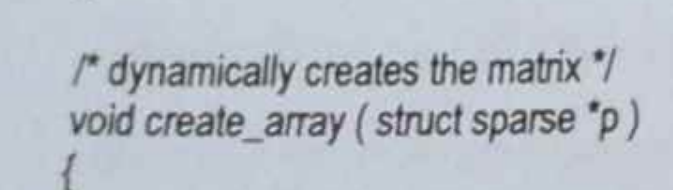 /* dynamically creates the matrix */
void create_array ( struct sparse *p )
{